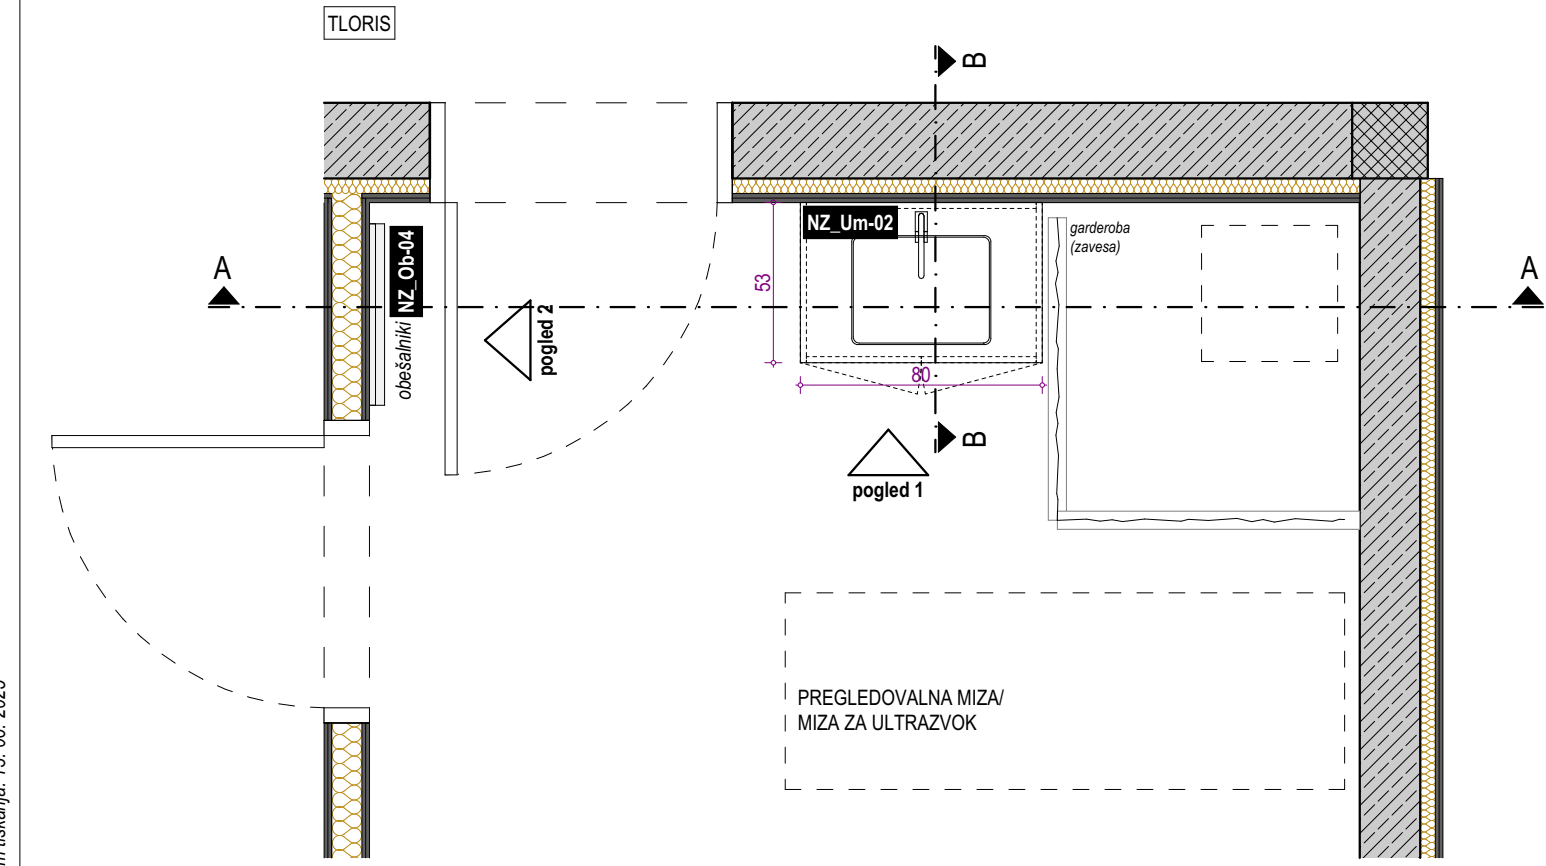 TLORIS
B
NZ_Um-02
garderoba
(zavesa)
NZ_Ob-04
obešalniki
A
A
53
pogled 2
80
B
pogled 1
PREGLEDOVALNA MIZA/
MIZA ZA ULTRAZVOK
tiskanja: